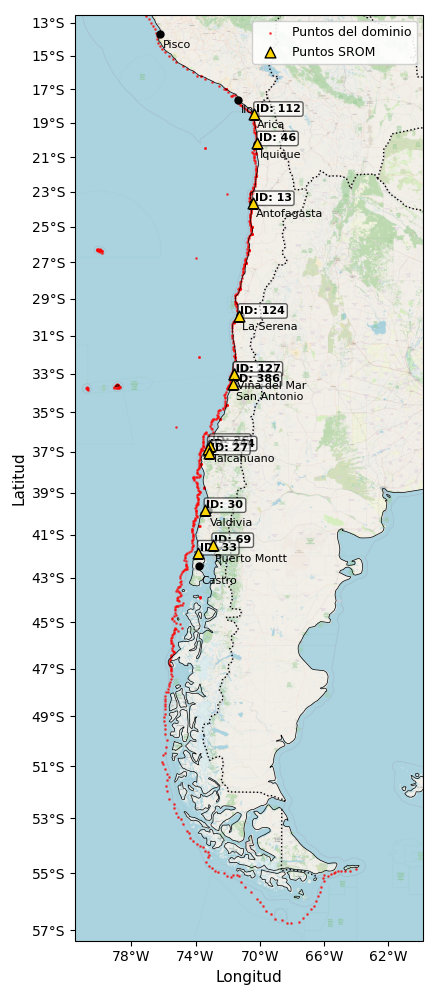 13°S
15°S
17°S
19°S
21°S
23°S
25°S
27°S
29°S
31°S
33°S
35°S
37°S
39°S
41°S
43°S
45°S
47°S
49°S
51°S
53°S
55°S
57°S
Latitud
Puntos del dominio
Puntos SROM
Pisco
ID: 112
Arica
ID: 46
Iquique
ID: 13
Antofagasta
ID: 124
La Serena
ID: 127
ID: 386
Viña del Mar
San Antonio
ID: 27
Talcahuano
ID: 30
Valdivia
ID: 69
ID: 33
Puerto Montt
Castro
78°W
74°W
70°W
66°W
62°W
Longitud